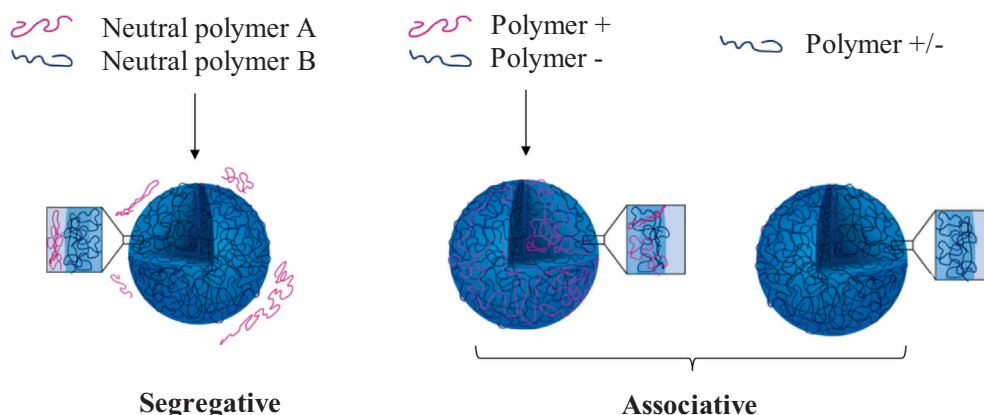 Neutral polymer A
Neutral polymer B
Polymer +
Polymer -
Polymer +/-
Segregative
Associative